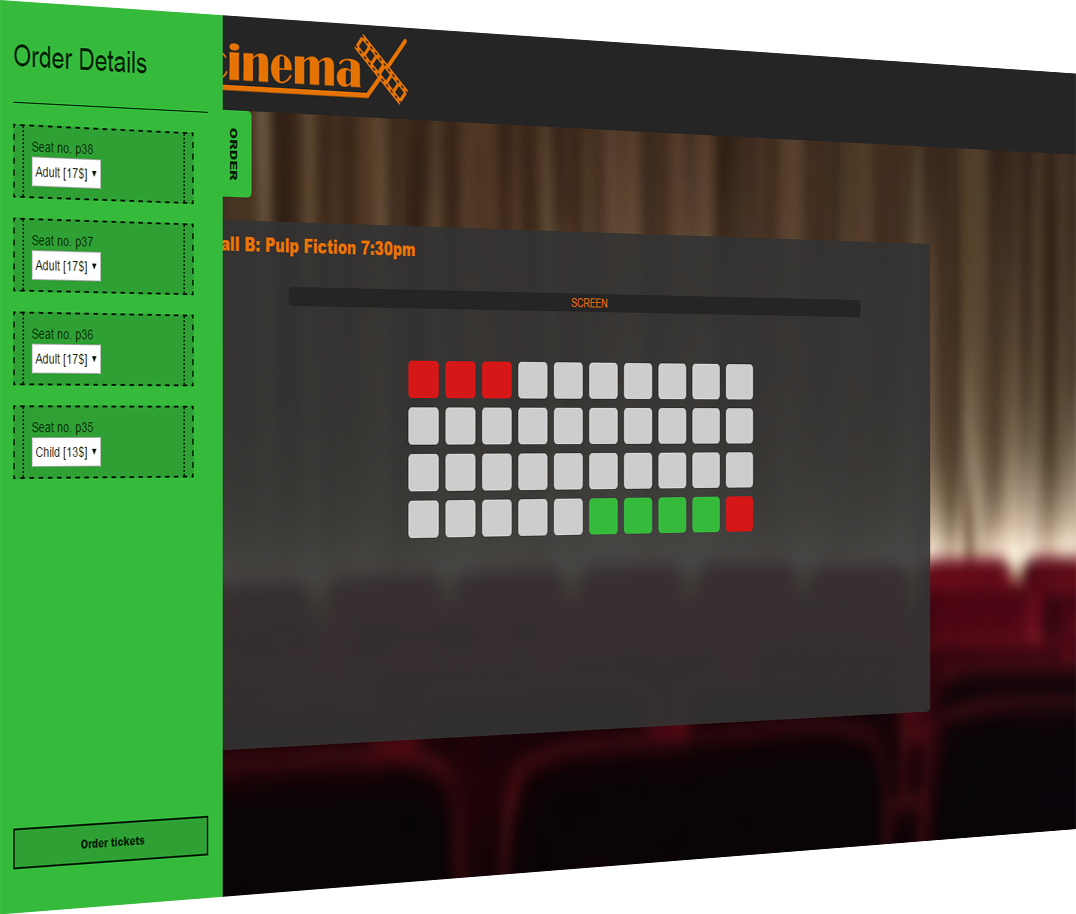 Order Details
cinema
ORDER
Seat no. p38
Adult [17$]
Seat no. p37
Adult [17$]
Seat no. p36
Adult [17$]
Seat no. p35
Child [13$]
all B: Pulp Fiction 7:30pm
SCREEN
Order tickets